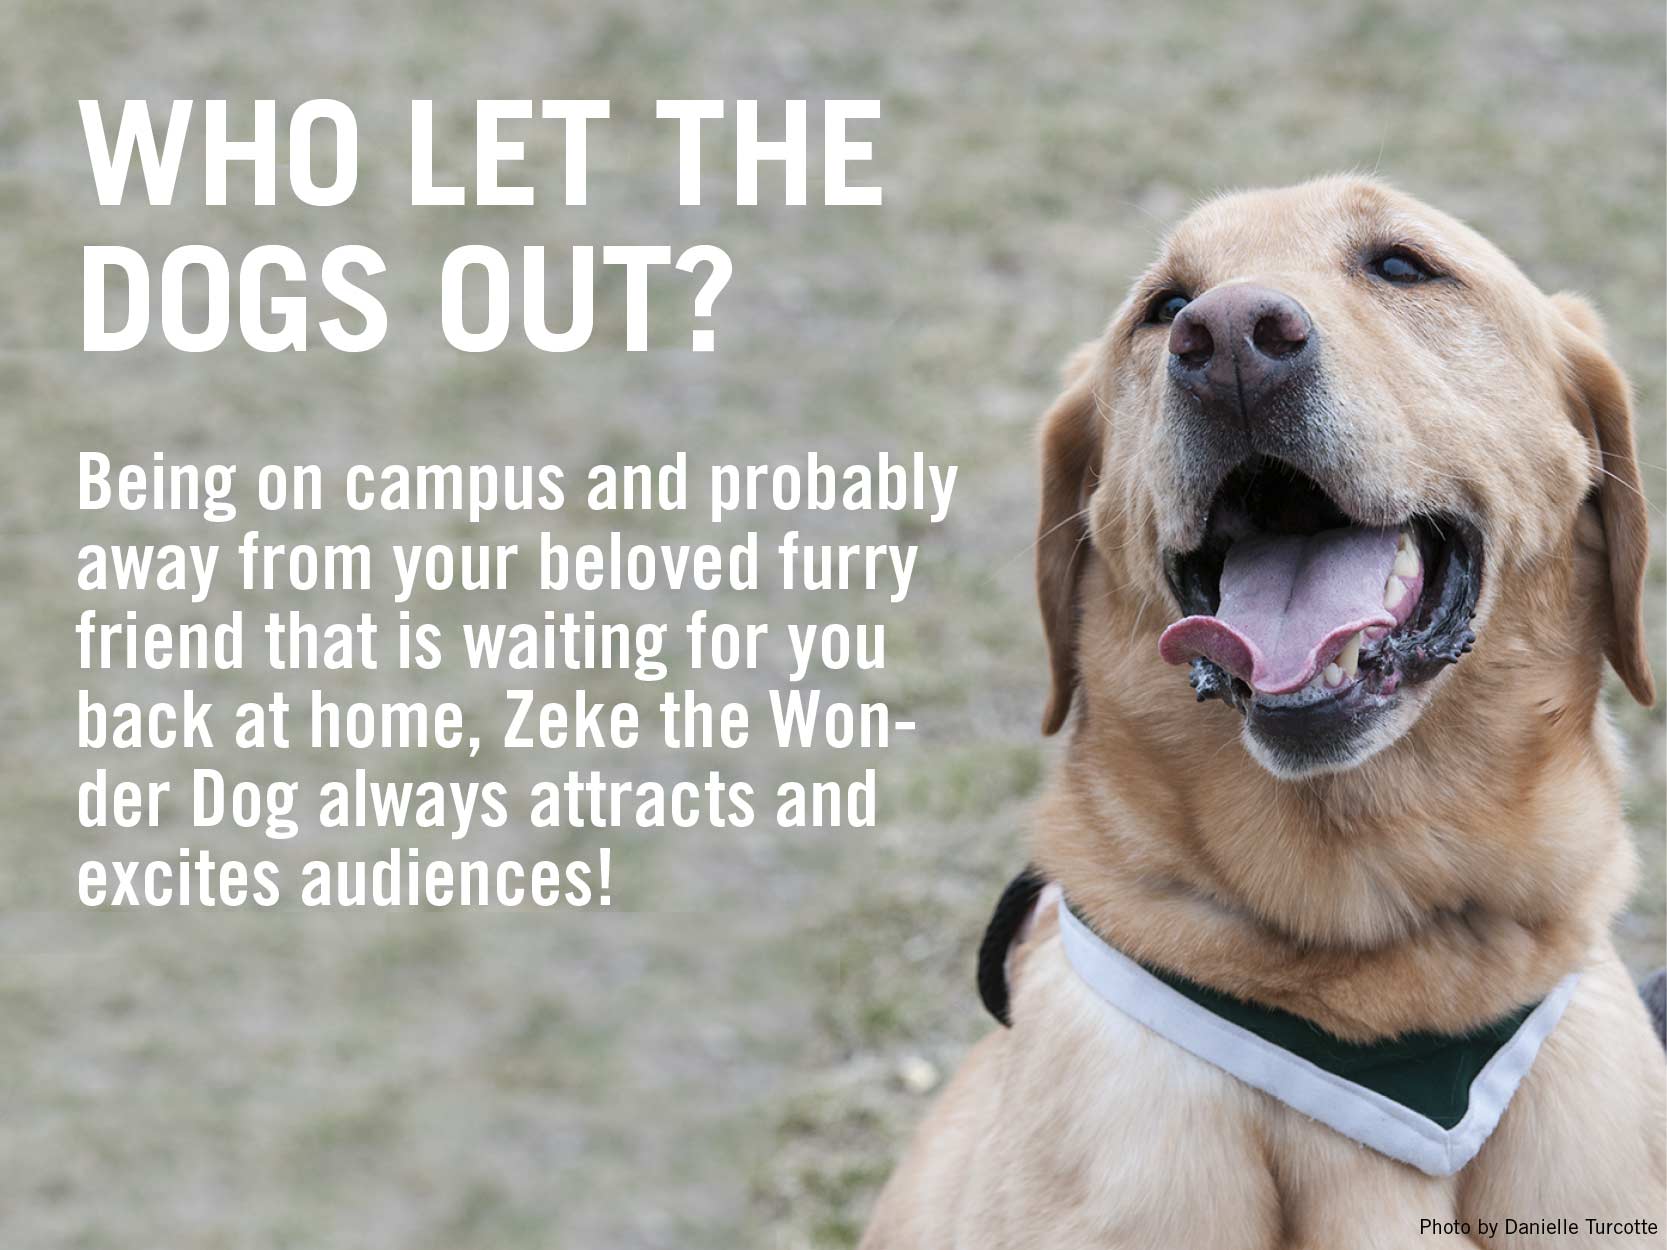 WHO LET THE
DOGS OUT?
Being on campus and probably
away from your beloved furry
friend that is waiting for you
back at home, Zeke the Won-
der Dog always attracts and
excites audiences!
Photo by Danielle Turcotte